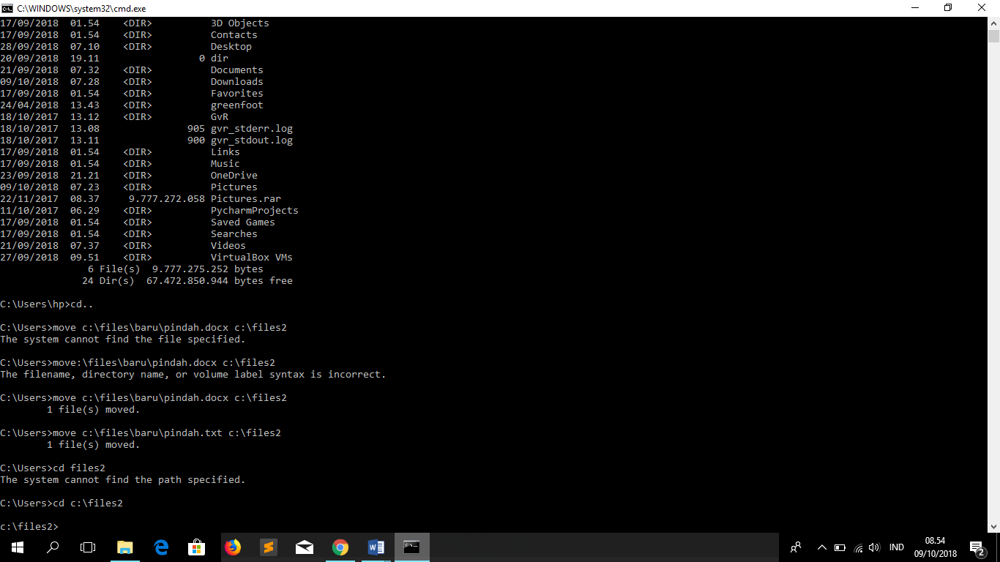 C:\WINDOWS\system32\cmd.exe
17/09/2018  01.54    <DIR>          3D Objects
17/09/2018  01.54    <DIR>          Contacts
28/09/2018  07.10    <DIR>          Desktop
20/09/2018  19.11                 0 dir
21/09/2018  07.32    <DIR>          Documents
09/10/2018  07.28    <DIR>          Downloads
17/09/2018  01.54    <DIR>          Favorites
24/04/2018  13.43    <DIR>          greenfoot
18/10/2017  13.12    <DIR>          GvR
18/10/2017  13.08               905 gvr_stderr.log
18/10/2017  13.11               900 gvr_stdout.log
17/09/2018  01.54    <DIR>          Links
17/09/2018  01.54    <DIR>          Music
23/09/2018  21.21    <DIR>          OneDrive
09/10/2018  07.23    <DIR>          Pictures
22/11/2017  08.37     9.777.272.058 Pictures.rar
11/10/2017  06.29    <DIR>          PycharmProjects
17/09/2018  01.54    <DIR>          Saved Games
17/09/2018  01.54    <DIR>          Searches
21/09/2018  07.37    <DIR>          Videos
27/09/2018  09.51    <DIR>          VirtualBox VMs
               6 File(s)  9.777.275.252 bytes
              24 Dir(s)  67.472.850.944 bytes free
C:\Users\hp>cd..
C:\Users>move c:\files\baru\pindah.docx c:\files2
The system cannot find the file specified.
C:\Users>move:\files\baru\pindah.docx c:\files2
The filename, directory name, or volume label syntax is incorrect.
C:\Users>move c:\files\baru\pindah.docx c:\files2
        1 file(s) moved.
C:\Users>move c:\files\baru\pindah.txt c:\files2
        1 file(s) moved.
C:\Users>cd files2
The system cannot find the path specified.
C:\Users>cd c:\files2
c:\files2>
IND
08.54
09/10/2018
2